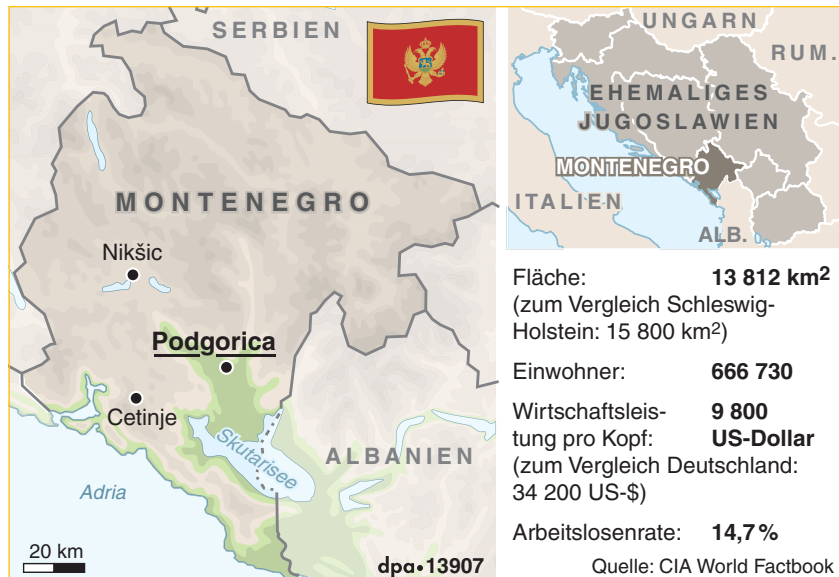 SERBIEN
MONTENEGRO
Nikšic
Podgorica
Cetinje
Skutarisee
ALBANIEN
Adria
20 km
dpa•13907
UNGARN
RUM.
EHEMALIGES
JUGOSLAWIEN
MONTENEGRO
ITALIEN
ALB.
Fläche: 13 812 km²
(zum Vergleich Schleswig-
Holstein: 15 800 km²)
Einwohner: 666 730
Wirtschaftsleis- 9 800
tung pro Kopf: US-Dollar
(zum Vergleich Deutschland:
34 200 US-$)
Arbeitslosenrate: 14,7 %
Quelle: CIA World Factbook